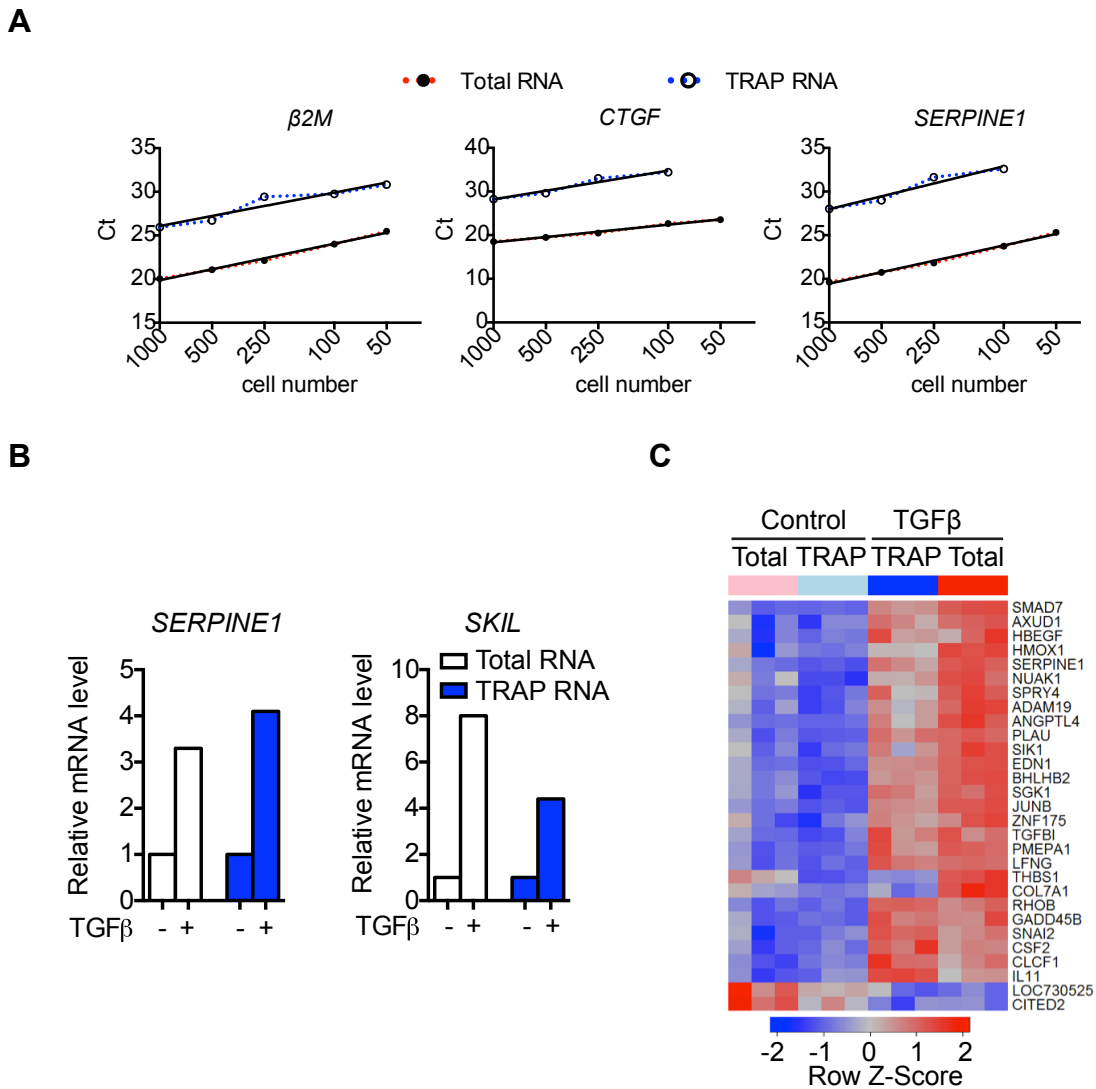 A
Total RNA TRAP RNA
β2M CTGF SERPINE1
35 40 35
30 30 30
25 20 25
20 10 20
15 0 15
Ct Ct Ct
1000 500 250 100 50 1000 500 250 100 50 1000 500 250 100 50
cell number cell number cell number
B
SERPINE1
Relative mRNA level
5
4
3
2
1
0
TGFβ - + - +
SKIL
Total RNA
TRAP RNA
Relative mRNA level
10
8
6
4
2
0
TGFβ - + - +
C
Control TGFβ
Total TRAP TRAP Total
SMAD7
AXUD1
HBEGF
HMOX1
SERPINE1
NUAK1
SPRY4
ADAM19
ANGPTL4
PLAU
SIK1
EDN1
BHLHB2
SGK1
JUNB
ZNF175
TGFBI
PMEPA1
LFNG
THBS1
COL7A1
RHOB
GADD45B
SNAI2
CSF2
CLCF1
IL11
LOC730525
CITED2
-2 -1 0 1 2
Row Z-Score